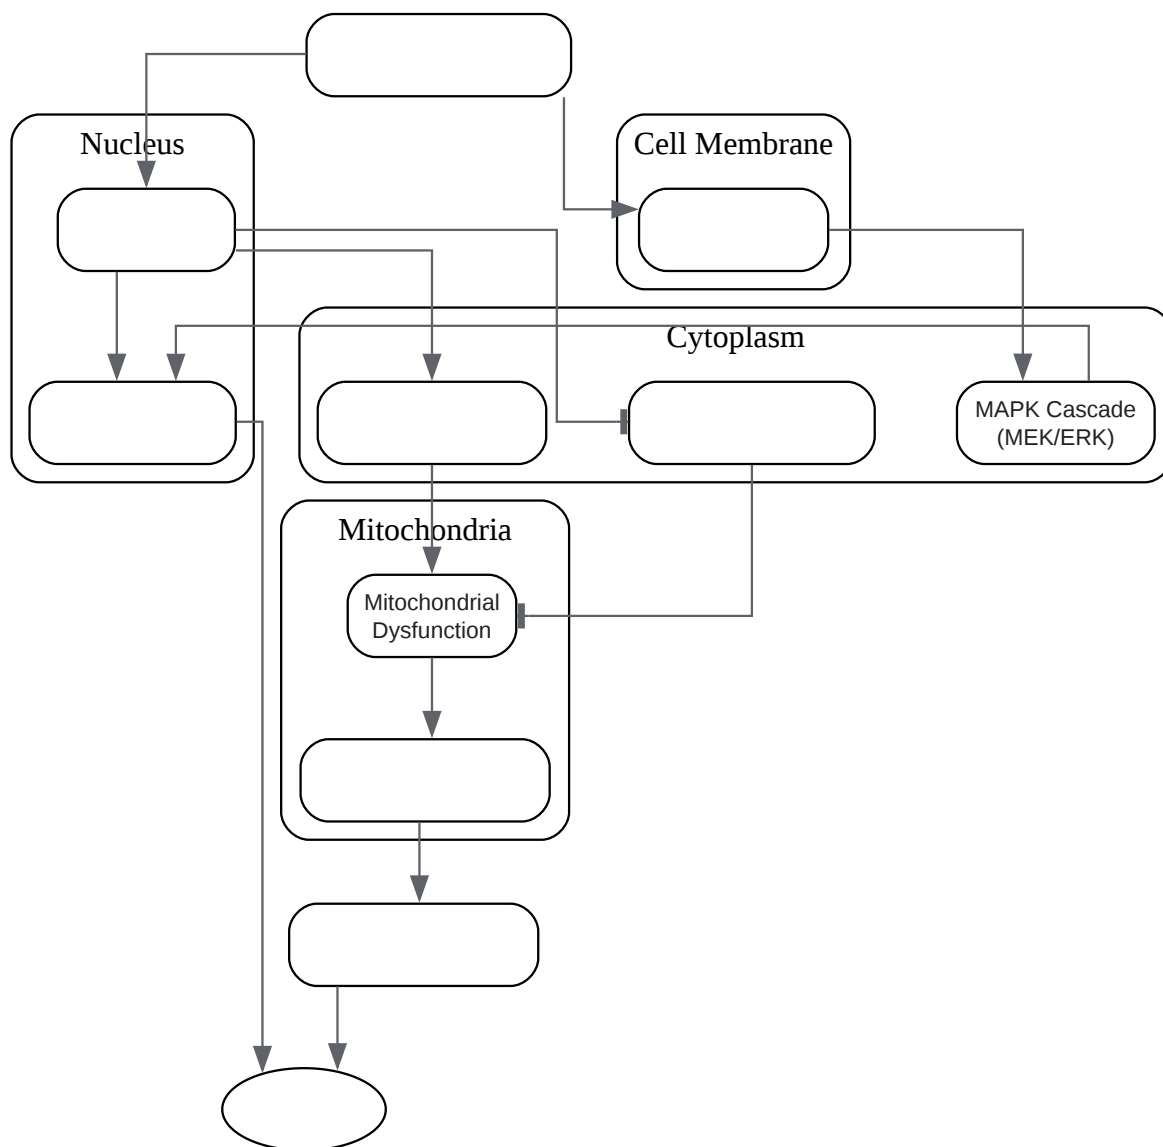 Nucleus
Cell Membrane
Cytoplasm
MAPK Cascade
(MEK/ERK)
Mitochondria
Mitochondrial
Dysfunction